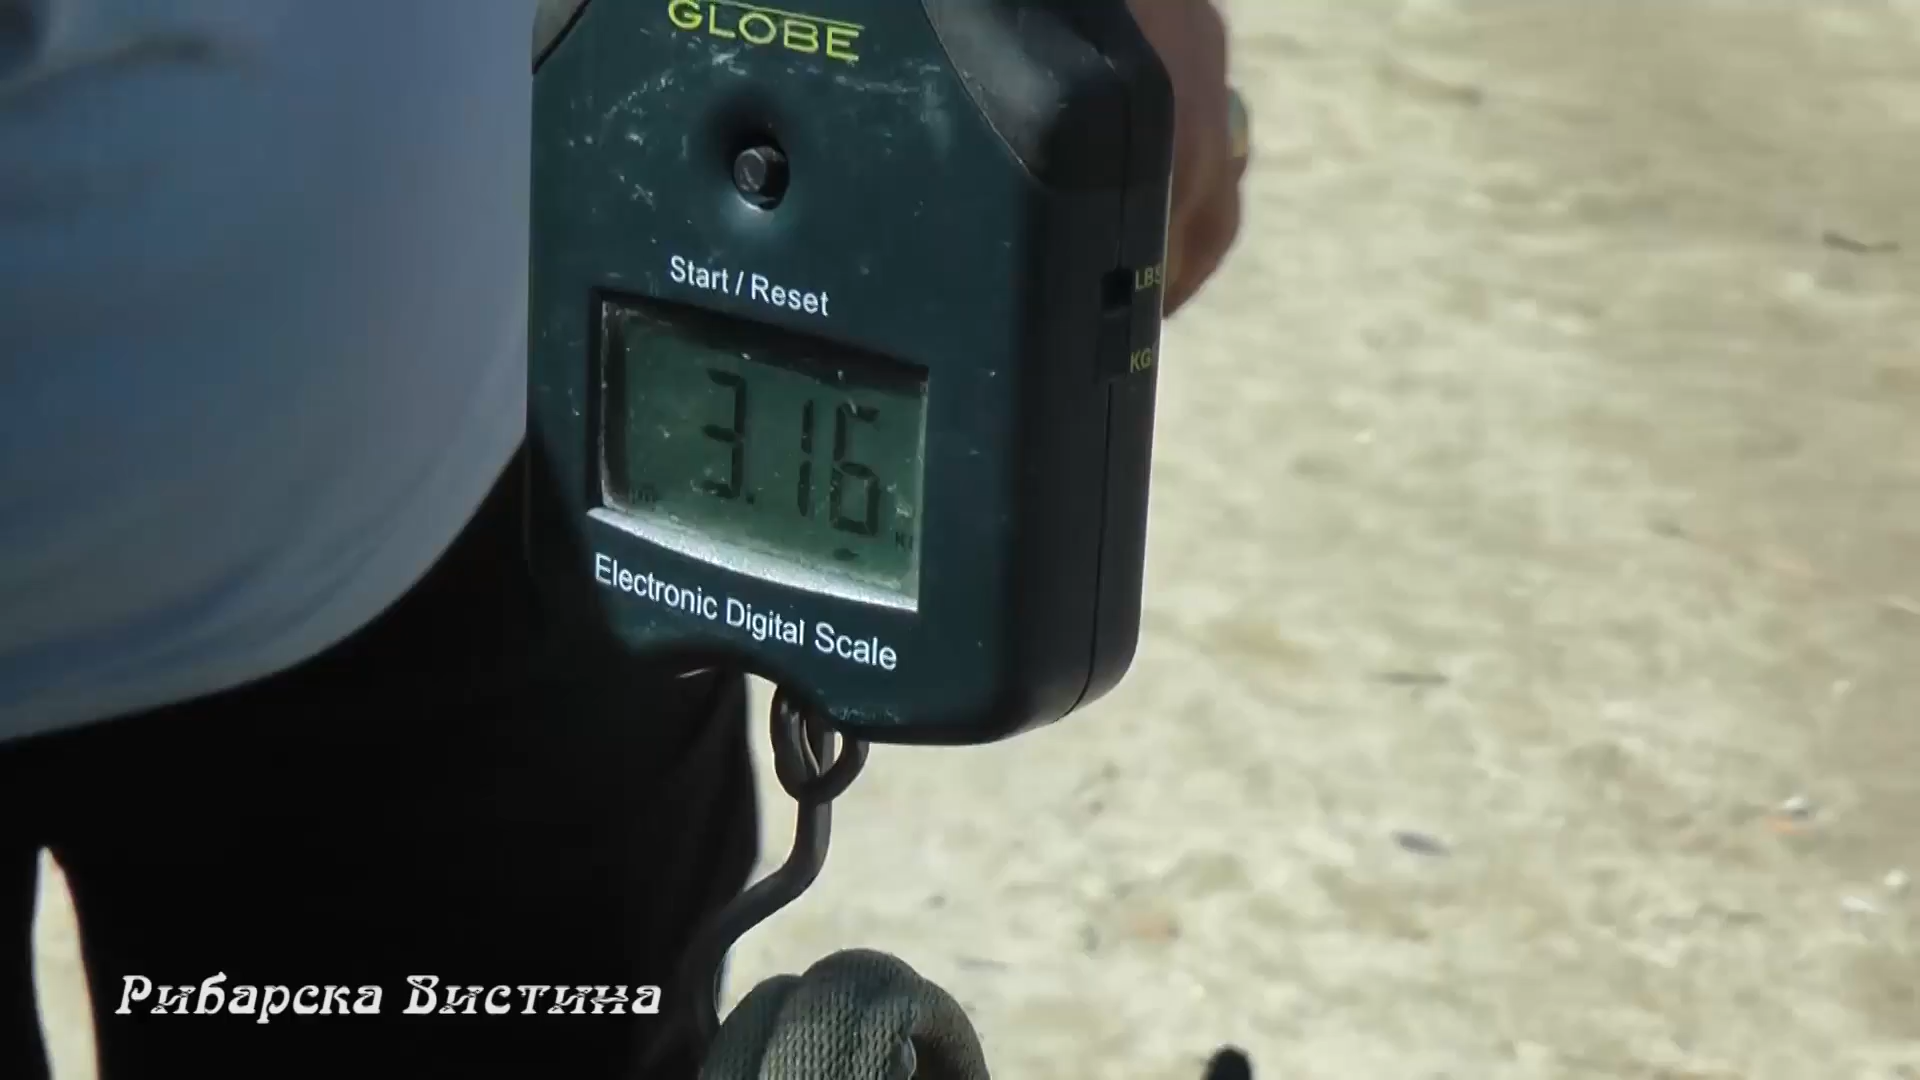 GLOBE
Start / Reset
LBS
KG
3.16
Electronic Digital Scale
Рибарска Вистина